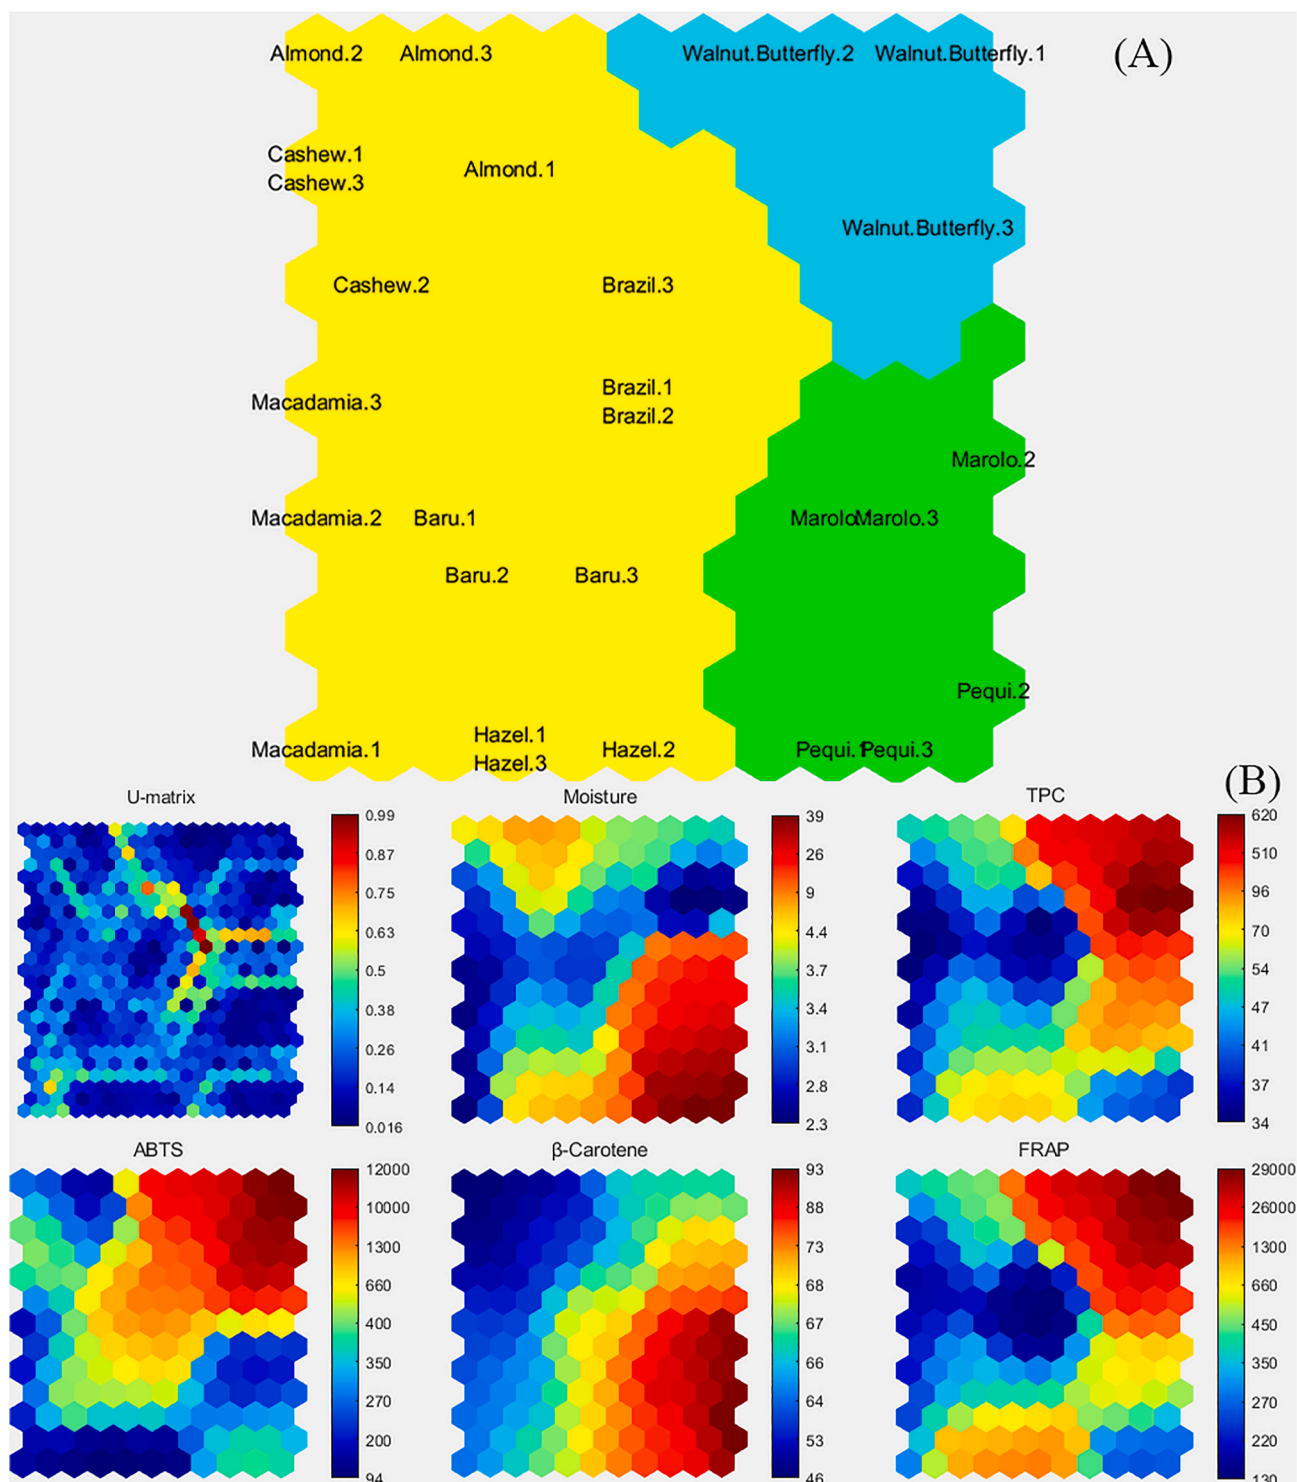 Almond.2 Almond.3 Walnut.Butterfly.2 Walnut.Butterfly.1 (A)
Cashew.1
Cashew.3 Almond.1
Walnut.Butterfly.3
Cashew.2 Brazil.3
Macadamia.3 Brazil.1
Brazil.2
Marolo.2
Macadamia.2 Baru.1 Marolo.1 Marolo.3
Baru.2 Baru.3
Pequi.2
Macadamia.1 Hazel.1
Hazel.3 Hazel.2 Pequi.1 Pequi.3
(B)
U-matrix
0.99
0.87
0.75
0.63
0.5
0.38
0.26
0.14
0.016
Moisture
39
26
9
4.4
3.7
3.4
3.1
2.8
2.3
TPC
620
510
96
70
54
47
41
37
34
ABTS
12000
10000
1300
660
400
350
270
200
94
β-Carotene
93
88
73
68
67
66
64
53
46
FRAP
29000
26000
1300
660
450
350
270
220
130